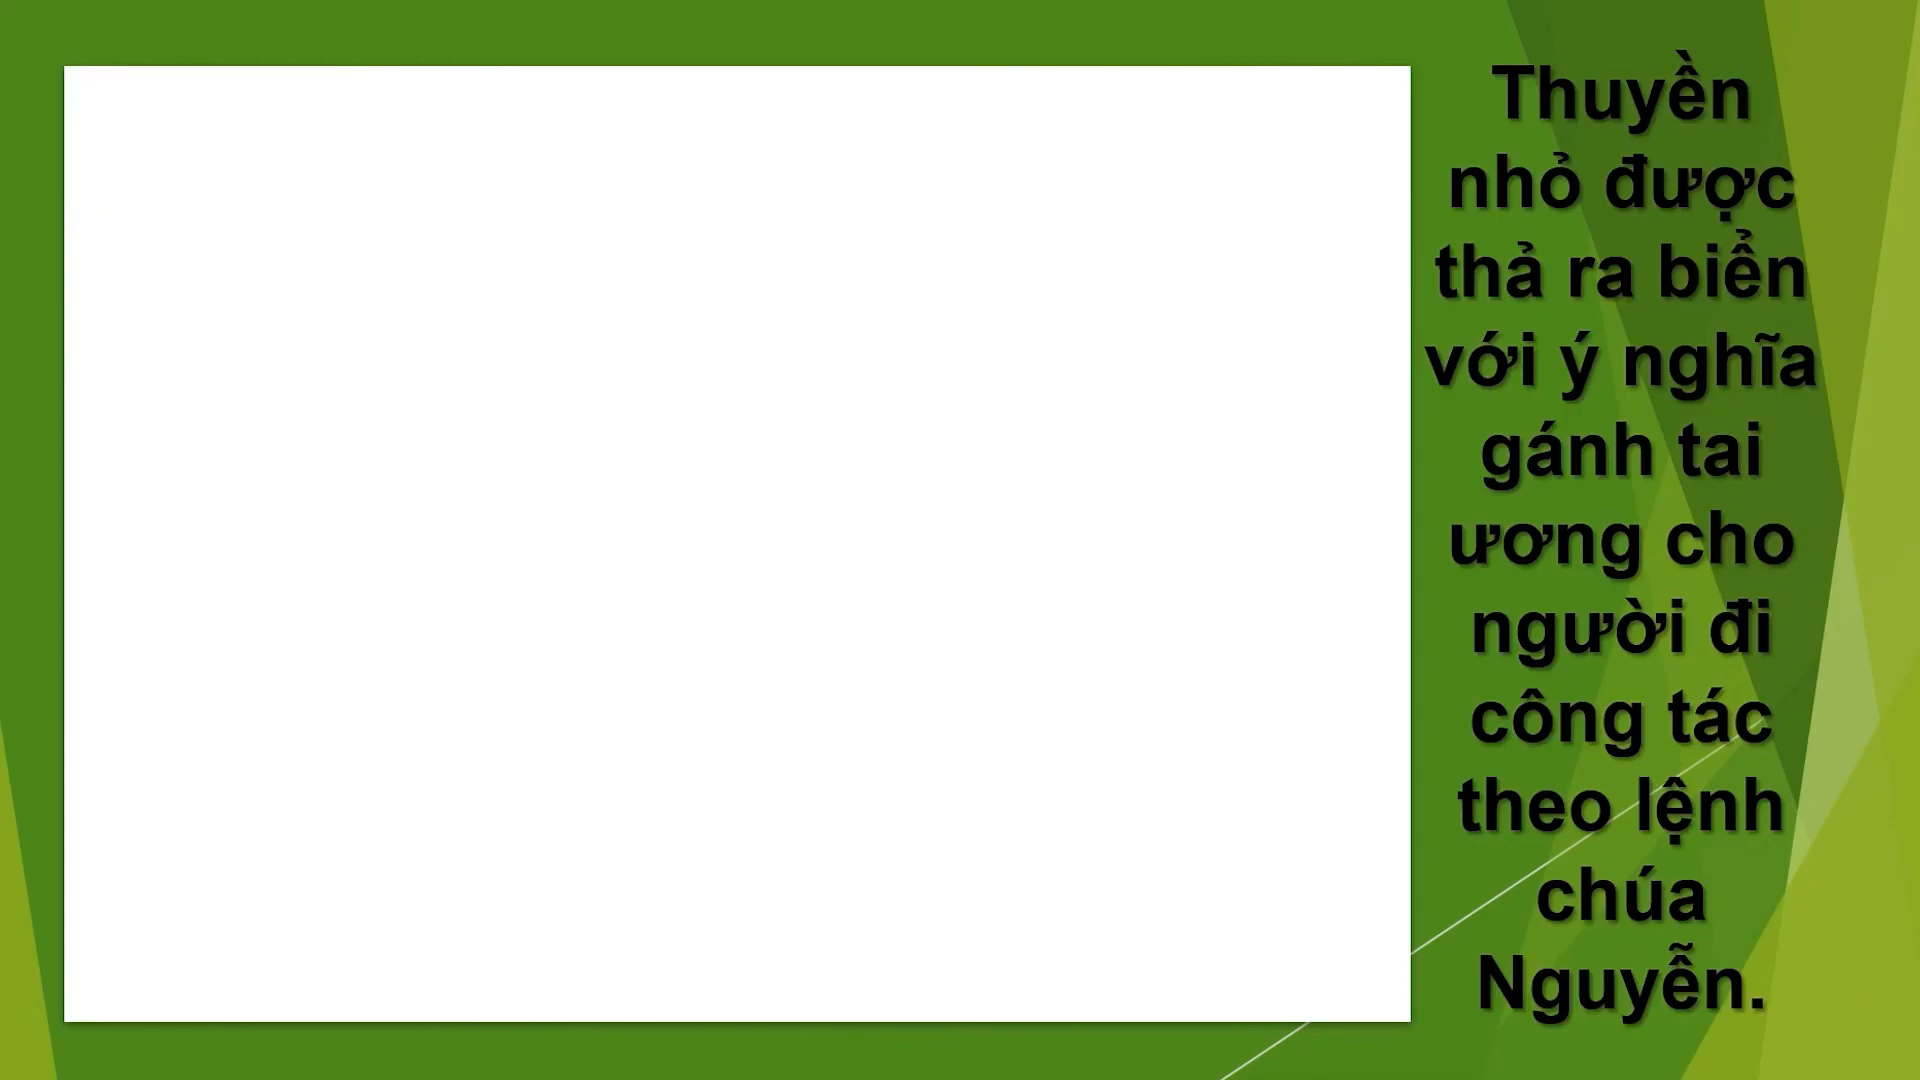 Thuyền
nhỏ được
thả ra biển
với ý nghĩa
gánh tai
ương cho
người đi
công tác
theo lệnh
chúa
Nguyễn.